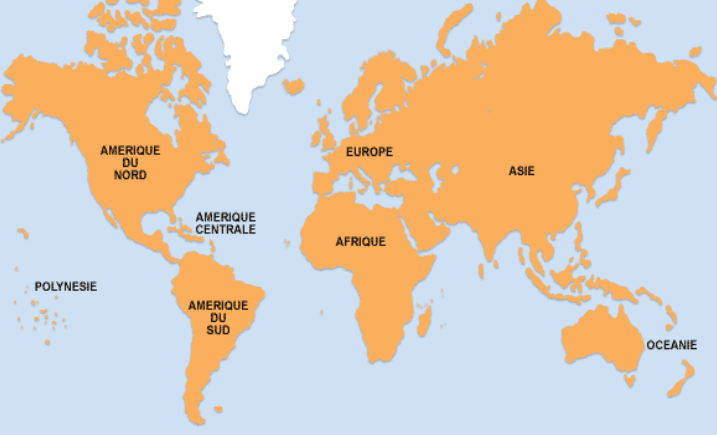 AMERIQUE
DU
NORD
EUROPE
ASIE
AMERIQUE
CENTRALE
AFRIQUE
POLYNESIE
AMERIQUE
DU
SUD
OCEANIE